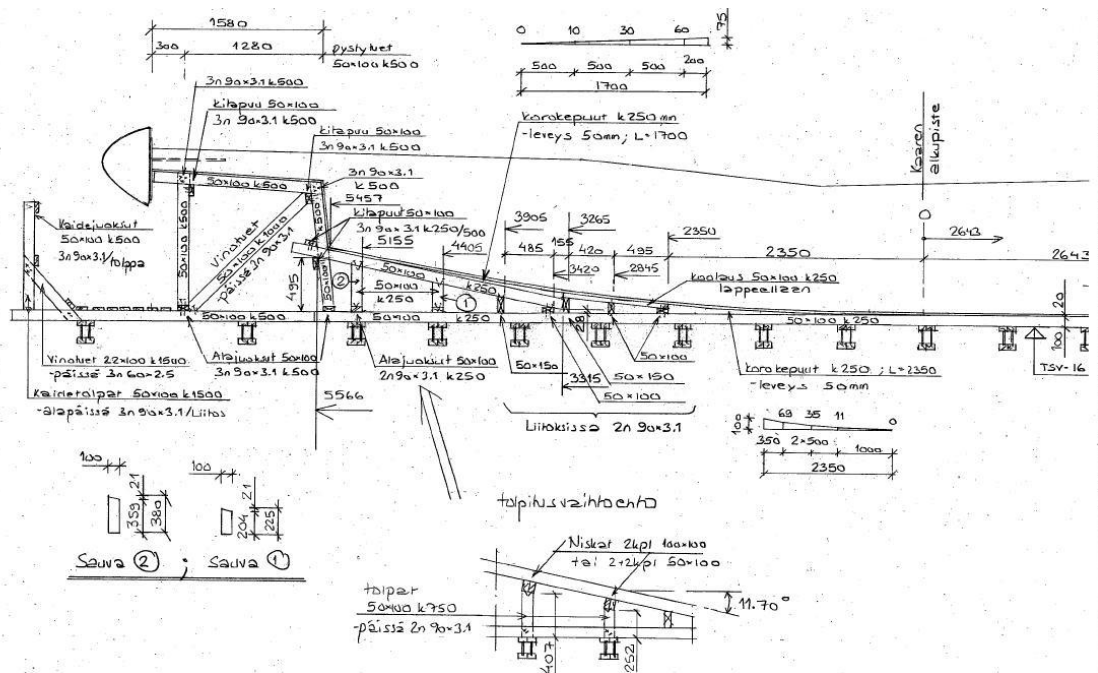 1580
300
1280
pystytuet
50×100 k500
3n 90×3.1 k500
kitapuu 50×100
3n 90×3.1 k500
kitapuu 50×100
3n 90×3.1 k500
3n 90×3.1
k500
5457
kitapuut 50×100
3n 90×3.1 k250/500
5155
4405
50×100 k500
50×100 k500
Vinotuet
50×100 k1000
päissä 3n 90×3.1
Kaidejuoksut
50×100 k500
3n 90×3.1/tolppa
0
10
30
60
75
500
500
500
200
1700
korokepuut k250 mm
-leveys 50mm; L=1700
3905
3265
485
155
420
495
2350
3420
2845
2350
Kaaren
alkupiste
0
2643
2643
koolaus 50×100 k250
lappeellaan
495
2
50×100
k250
50×100
k250
1
28
20
100
50×100 k500
50×100 k250
50×100 k250
Vinotuet 22×100 k1500
-päissä 3n 60×2.5
Kaidetolpat 50×100 k1500
-alapäissä 3n 90×3.1/Liitos
Alajuoksut 50×100
3n 90×3.1 k500
5566
Alajuoksut 50×100
2n 90×3.1 k250
50×150
3315
50×150
50×100
50×100
Liitoksissa 2n 90×3.1
korokepuut k250 ; L=2350
-leveys 50mm
TSV-16
100
69
35
11
0
350
2×500
1000
2350
100
21
359
380
Sauva 2 ;
100
21
204
225
Sauva 1
tolpitusvaihtoehto
Niskat 2kpl 100×100
tai 2+2kpl 50×100
tolpat
50×100 k750
-päissä 2n 90×3.1
11.70°
407
252